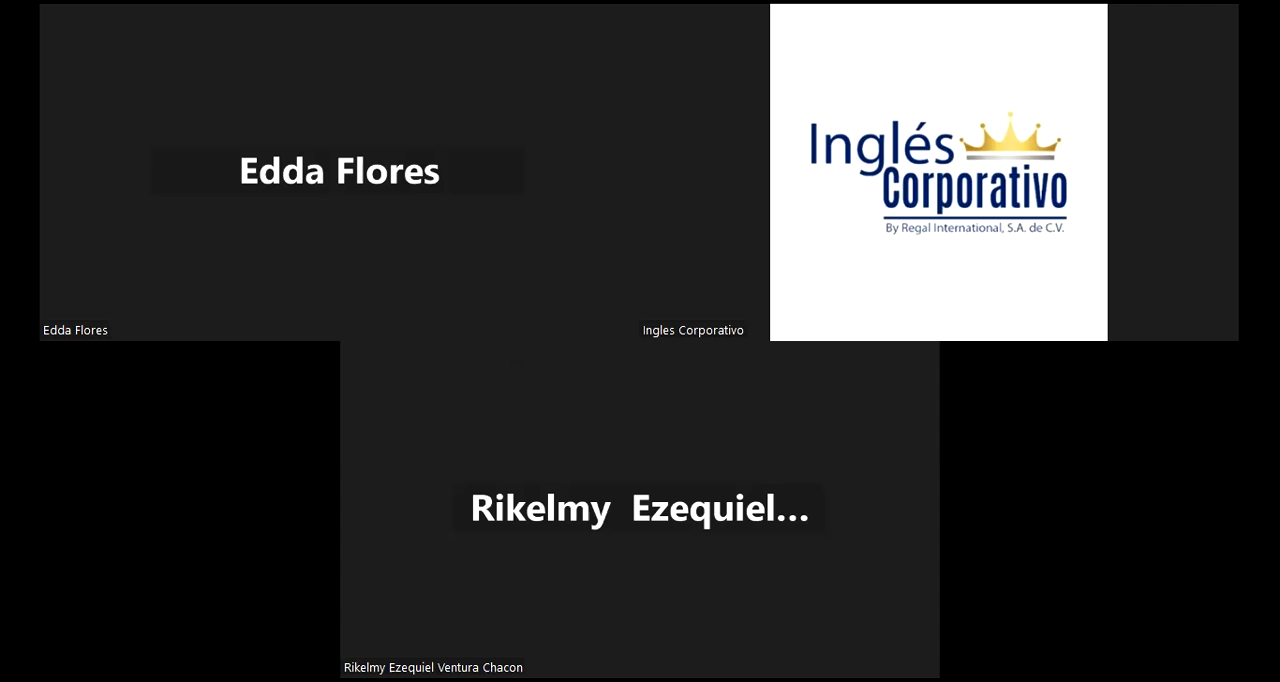 Edda Flores
Edda Flores
Inglés
Corporativo
By Regal International, S.A. de C.V.
Ingles Corporativo
Rikelmy Ezequiel...
Rikelmy Ezequiel Ventura Chacon